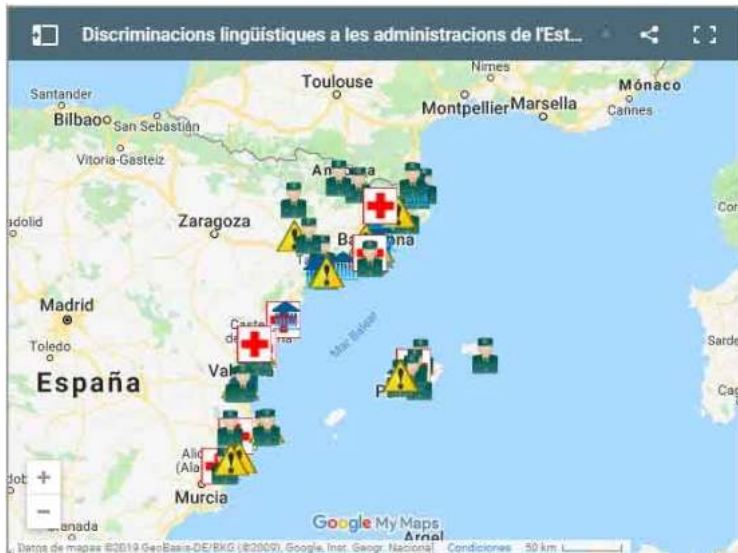 Discriminacions lingüístiques a les administracions de l'Est...
Nimes
Toulouse
Mónaco
Santander
Montpellier
Marsella
Cannes
Bilbao
San Sebastián
Vitoria-Gasteiz
Zaragoza
Madrid
Toledo
Mar Balear
España
Murcia
Google My Maps
Datos de mapas ©2019 GeoBasis-DE/BKG (©2009), Google, Inst. Geogr. Nacional
Condiciones
50 km